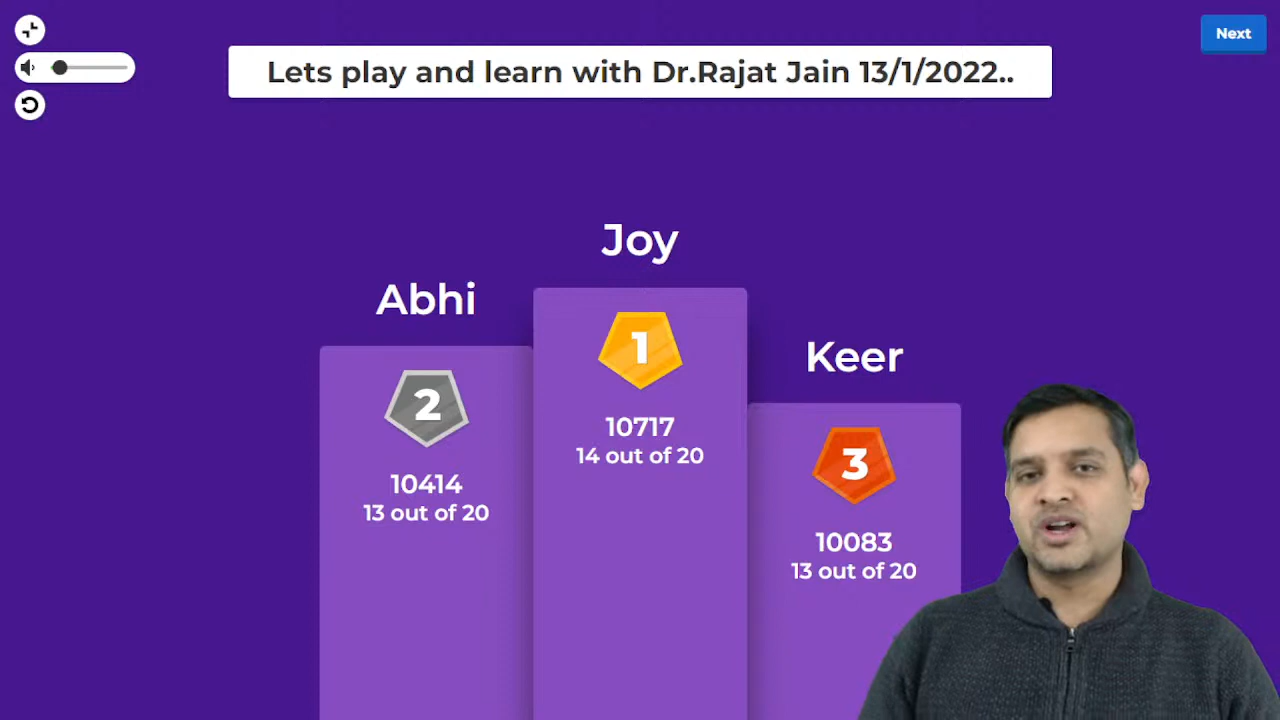 Next
Lets play and learn with Dr.Rajat Jain 13/1/2022..
Joy
1
10717
14 out of 20
Abhi
2
10414
13 out of 20
Keer
3
10083
13 out of 20